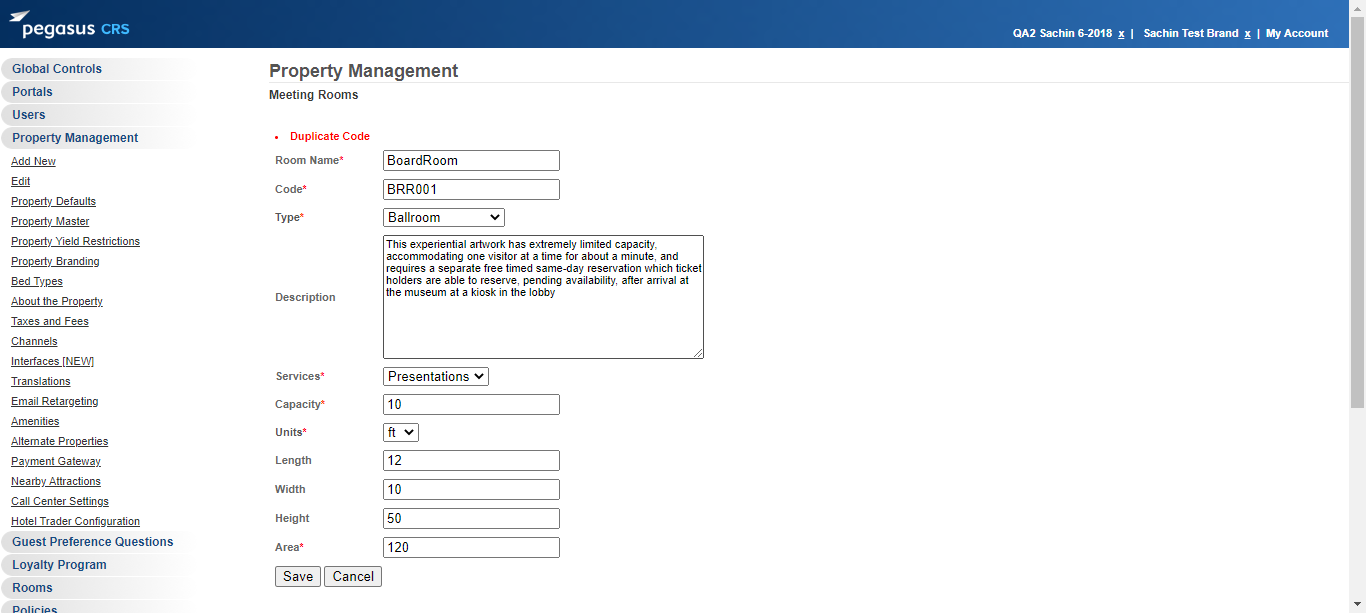 pegasus CRS
QA2 Sachin 6-2018 x | Sachin Test Brand x | My Account
Global Controls
Portals
Users
Property Management
Add New
Edit
Property Defaults
Property Master
Property Yield Restrictions
Property Branding
Bed Types
About the Property
Taxes and Fees
Channels
Interfaces [NEW]
Translations
Email Retargeting
Amenities
Alternate Properties
Payment Gateway
Nearby Attractions
Call Center Settings
Hotel Trader Configuration
Guest Preference Questions
Loyalty Program
Rooms
Policies
Property Management
Meeting Rooms
• Duplicate Code
Room Name* BoardRoom
Code* BRR001
Type* Ballroom
Description
This experiential artwork has extremely limited capacity,
accommodating one visitor at a time for about a minute, and
requires a separate free timed same-day reservation which ticket
holders are able to reserve, pending availability, after arrival at
the museum at a kiosk in the lobby
Services* Presentations
Capacity* 10
Units* ft
Length 12
Width 10
Height 50
Area* 120
Save Cancel